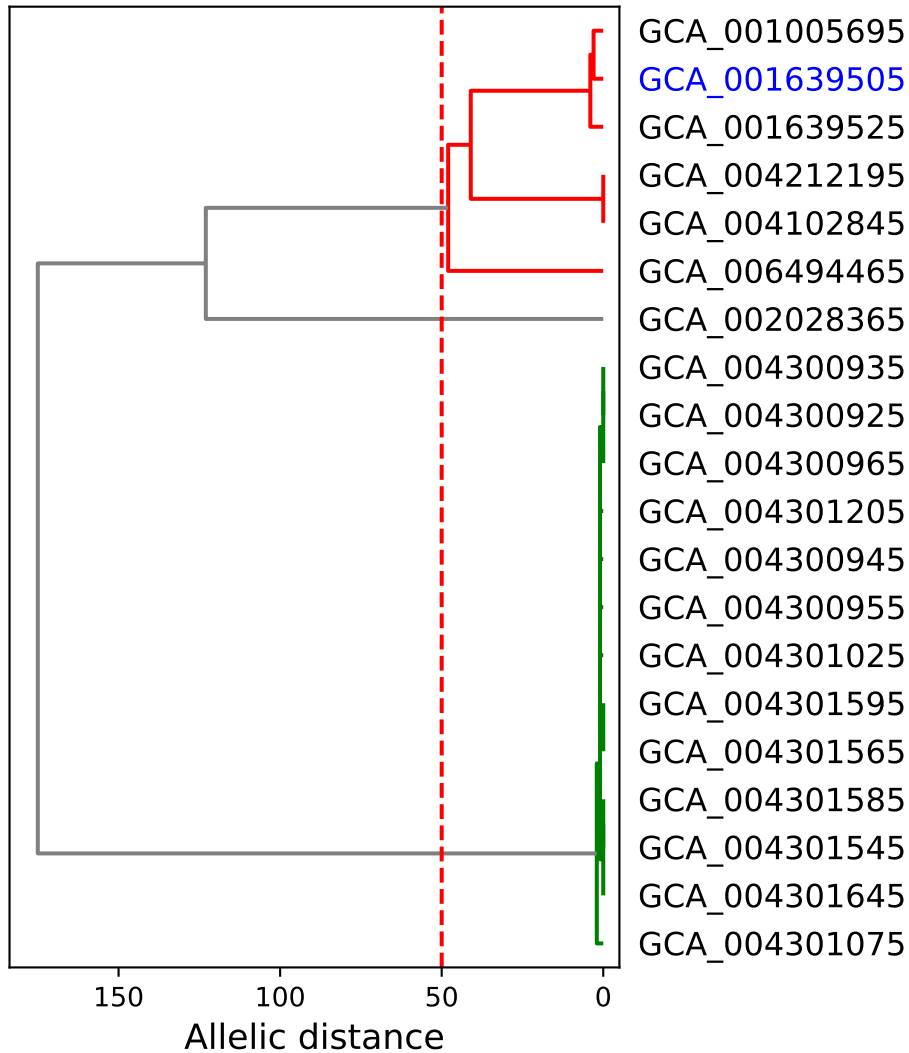 GCA_001005695
GCA_001639505
GCA_001639525
GCA_004212195
GCA_004102845
GCA_006494465
GCA_002028365
GCA_004300935
GCA_004300925
GCA_004300965
GCA_004301205
GCA_004300945
GCA_004300955
GCA_004301025
GCA_004301595
GCA_004301565
GCA_004301585
GCA_004301545
GCA_004301645
GCA_004301075
150 100 50 0
Allelic distance